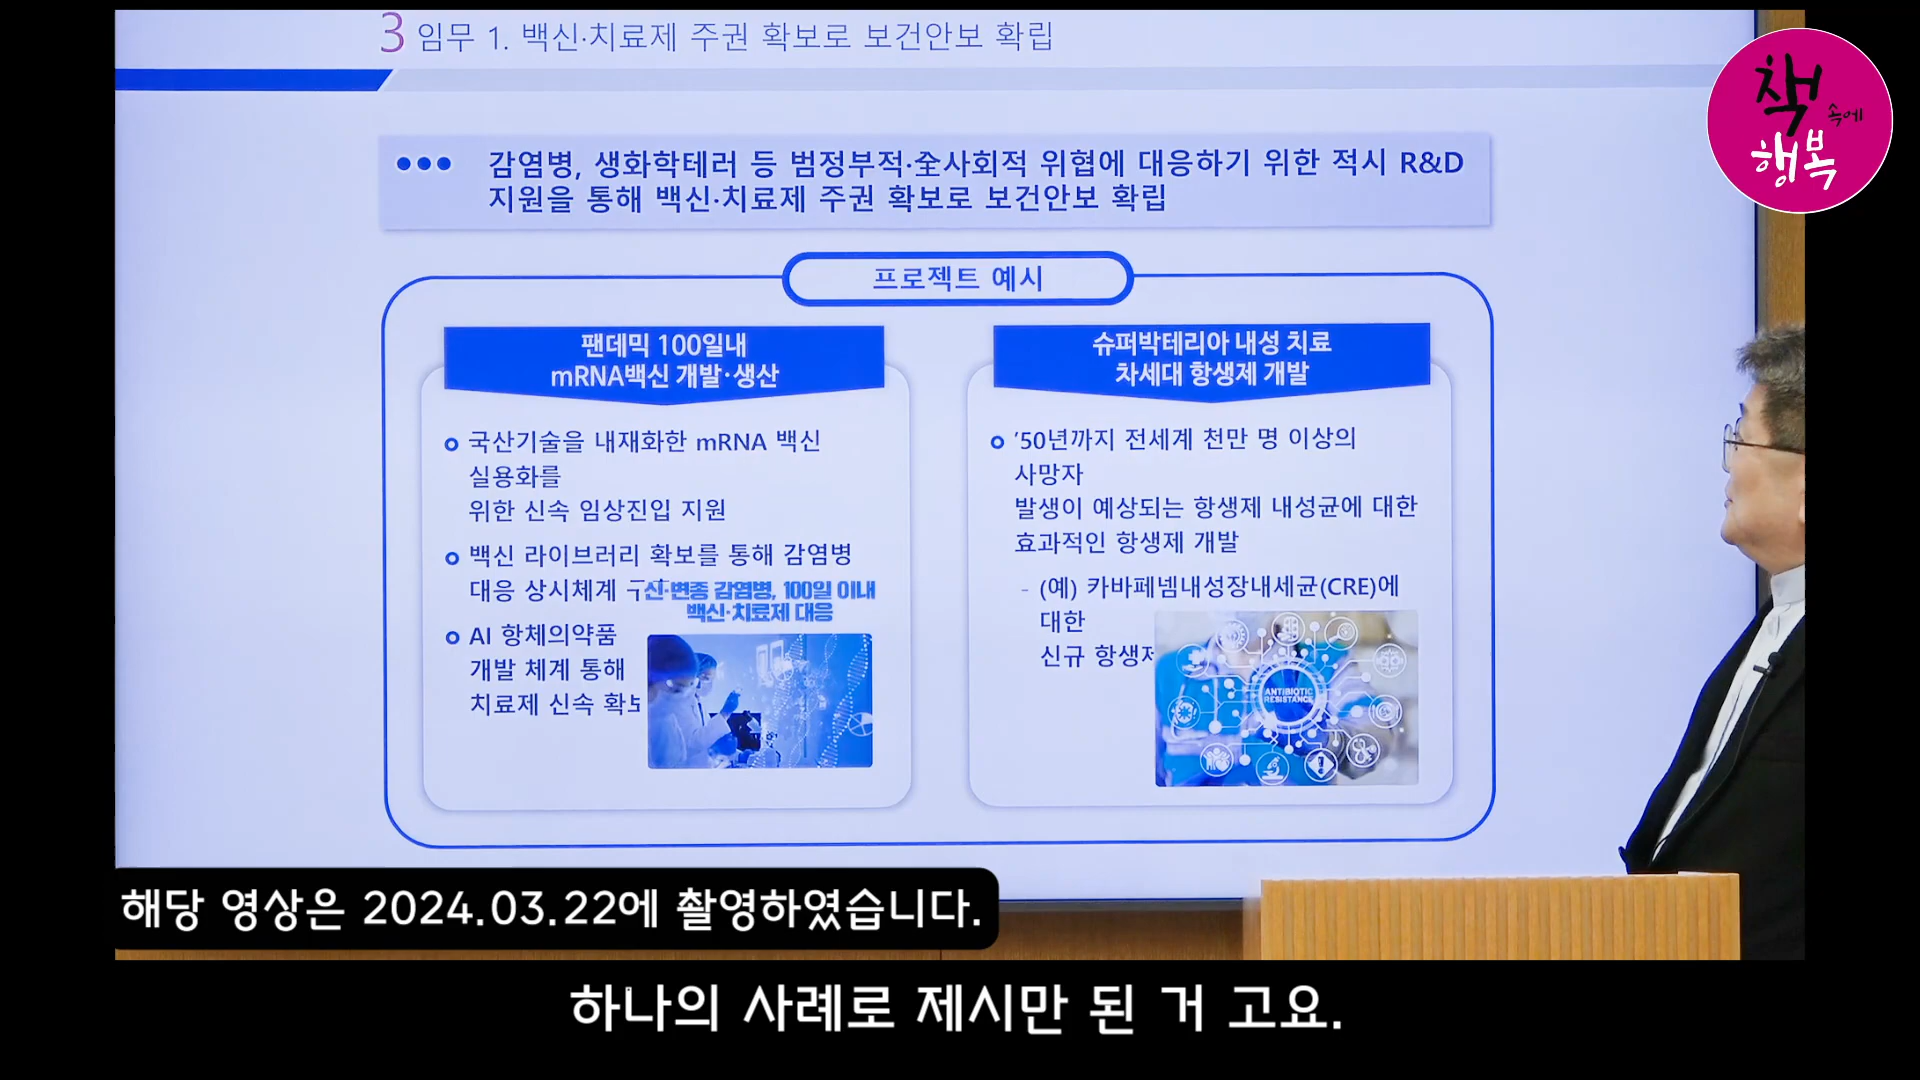 3 임무 1. 백신·치료제 주권 확보로 보건안보 확립
책
속에
행복
감염병, 생화학테러 등 범정부적·全사회적 위협에 대응하기 위한 적시 R&D
지원을 통해 백신·치료제 주권 확보로 보건안보 확립
프로젝트 예시
팬데믹 100일내
mRNA백신 개발·생산
국산기술을 내재화한 mRNA 백신
실용화를
위한 신속 임상진입 지원
백신 라이브러리 확보를 통해 감염병
대응 상시체계
신·변종 감염병, 100일 이내
백신·치료제 대응
AI 항체의약품
개발 체계 통해
치료제 신속
슈퍼박테리아 내성 치료
차세대 항생제 개발
’50년까지 전세계 천만 명 이상의
사망자
발생이 예상되는 항생제 내성균에 대한
효과적인 항생제 개발
- (예) 카바페넴내성장내세균(CRE)에
대한
신규
ANTIBIOTIC
RESISTANCE
해당 영상은 2024.03.22에 촬영하였습니다.
하나의 사례로 제시만 된 거 고요.